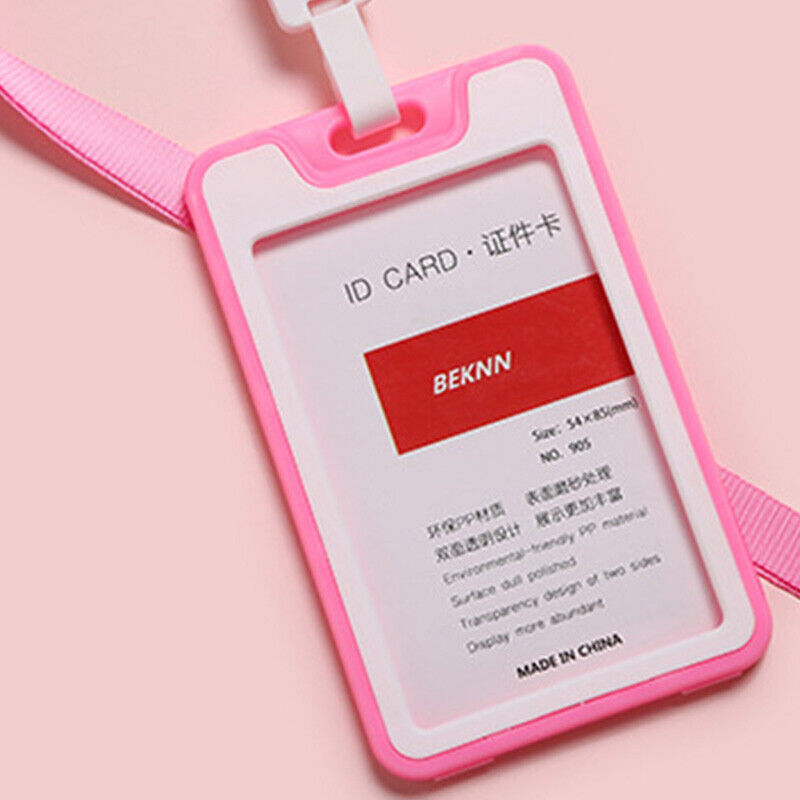 ID CARD · 证件卡
BEKNN
Size: 54×85(mm)
NO. 905
环保PP材质 表面磨砂处理
双面透明设计 展示更加丰富
Environmental-friendly PP material
Surface dull polished
Transparency design of two sides
Display more abundant
MADE IN CHINA